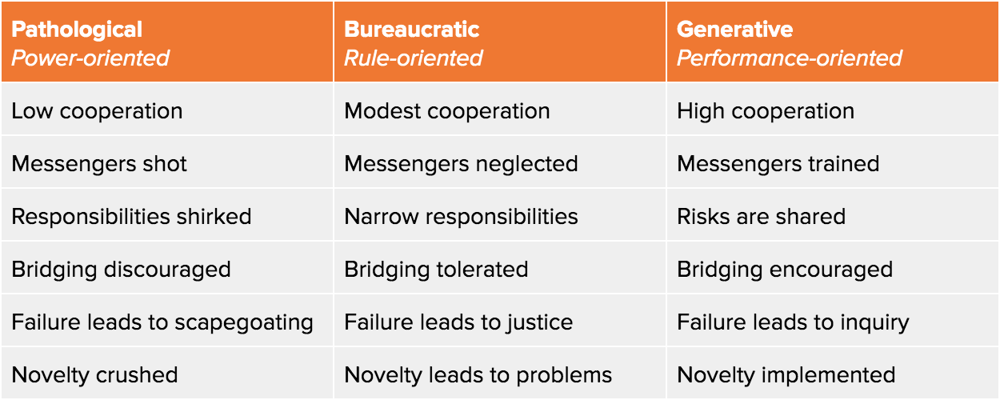 Pathological
Power-oriented
Bureaucratic
Rule-oriented
Generative
Performance-oriented
Low cooperation
Modest cooperation
High cooperation
Messengers shot
Messengers neglected
Messengers trained
Responsibilities shirked
Narrow responsibilities
Risks are shared
Bridging discouraged
Bridging tolerated
Bridging encouraged
Failure leads to scapegoating
Failure leads to justice
Failure leads to inquiry
Novelty crushed
Novelty leads to problems
Novelty implemented